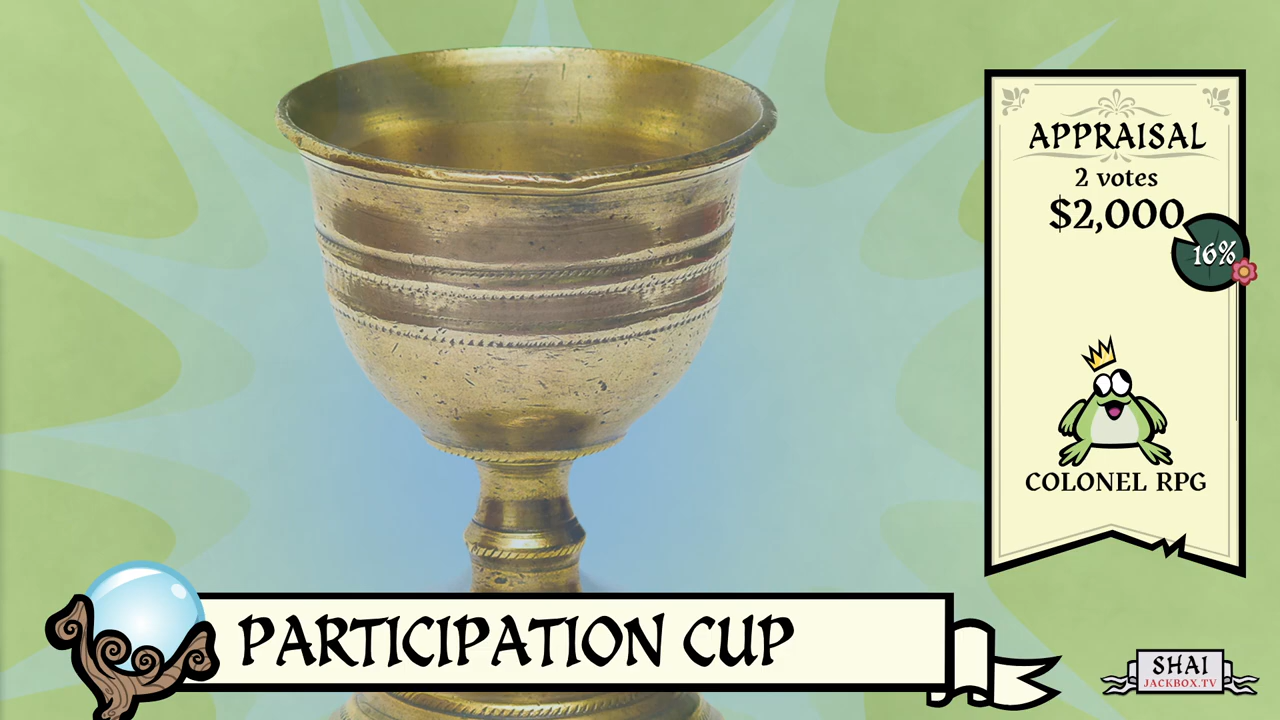 APPRAISAL
2 votes
$2,000
16%
COLONEL RPG
PARTICIPATION CUP
SHAI
JACKBOX.TV